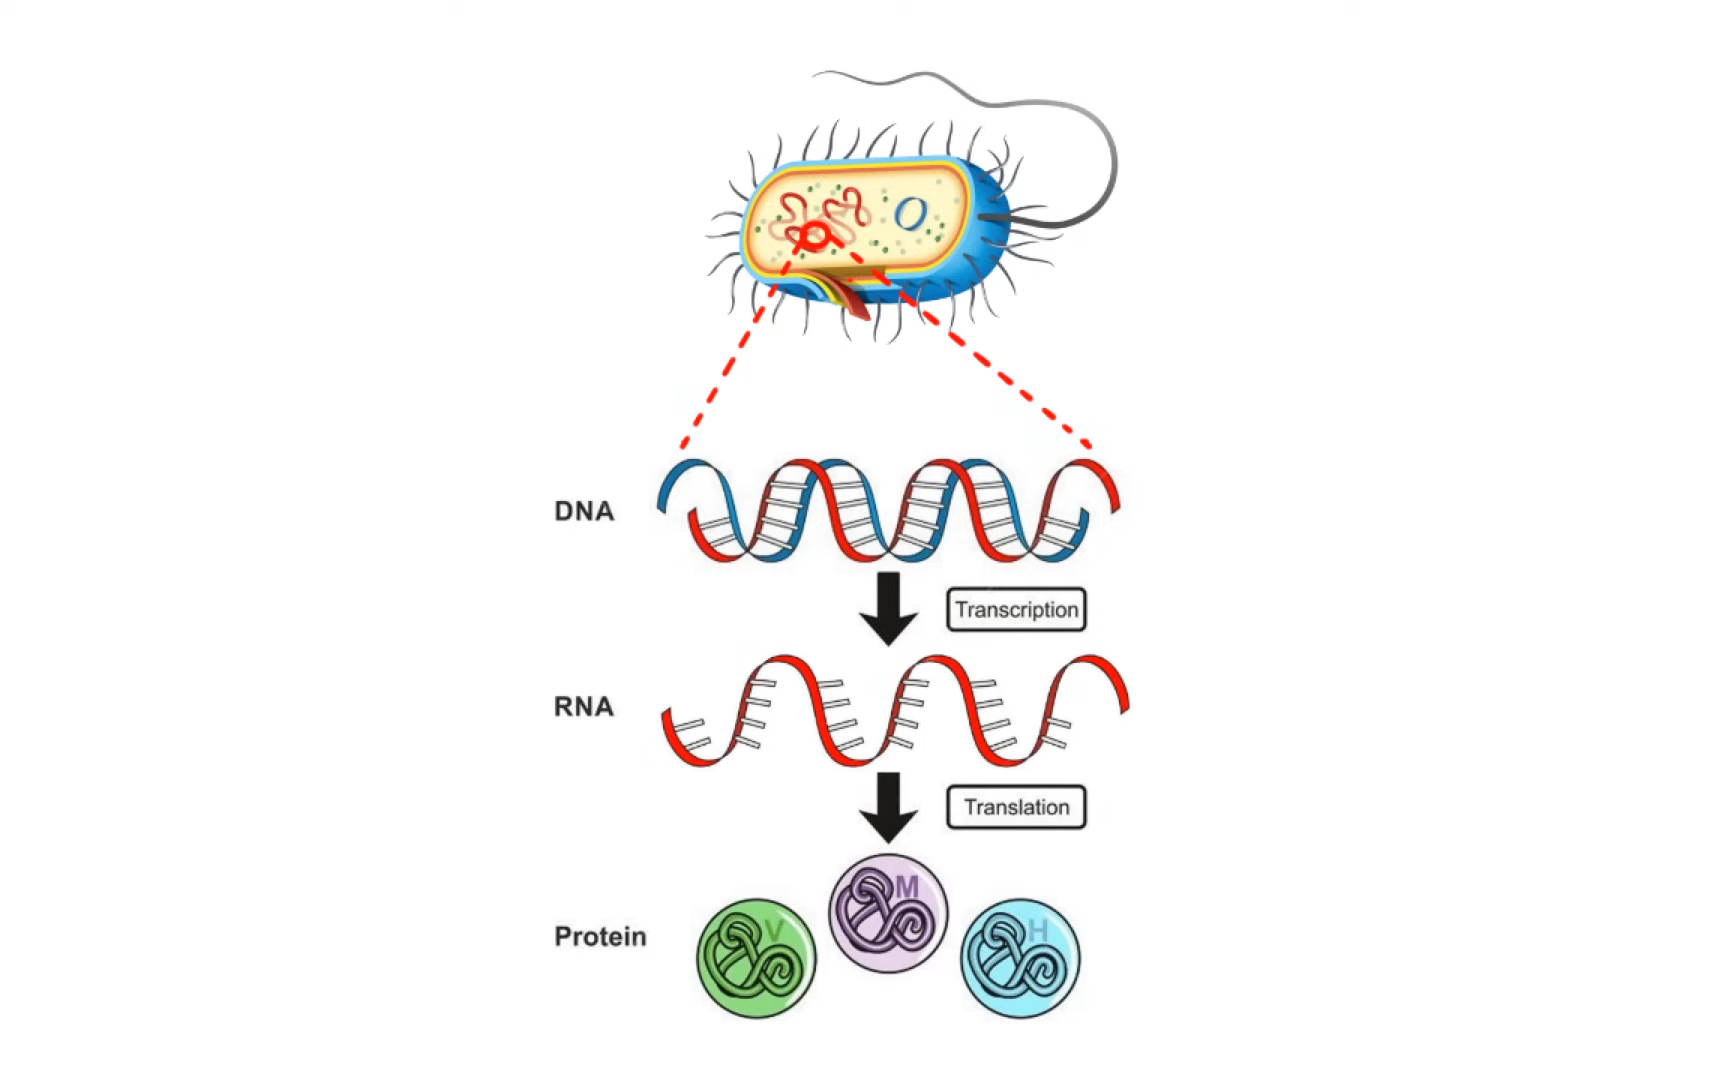 DNA
Transcription
RNA
Translation
M
V
H
Protein